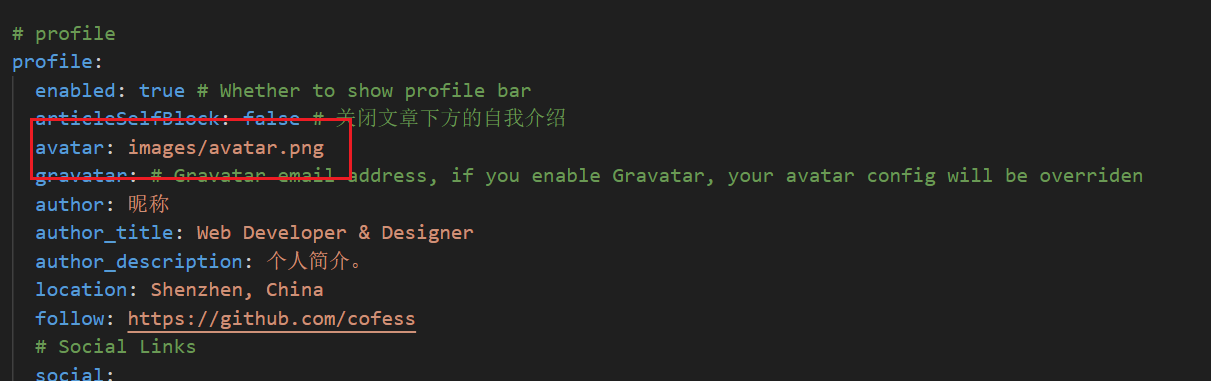 # profile
profile:
enabled: true # Whether to show profile bar
articleSelfBlock: false # 关闭文章下方的自我介绍
avatar: images/avatar.png
gravatar: # Gravatar email address, if you enable Gravatar, your avatar config will be overriden
author: 昵称
author_title: Web Developer & Designer
author_description: 个人简介。
location: Shenzhen, China
follow: https://github.com/cofess
# Social Links
social: